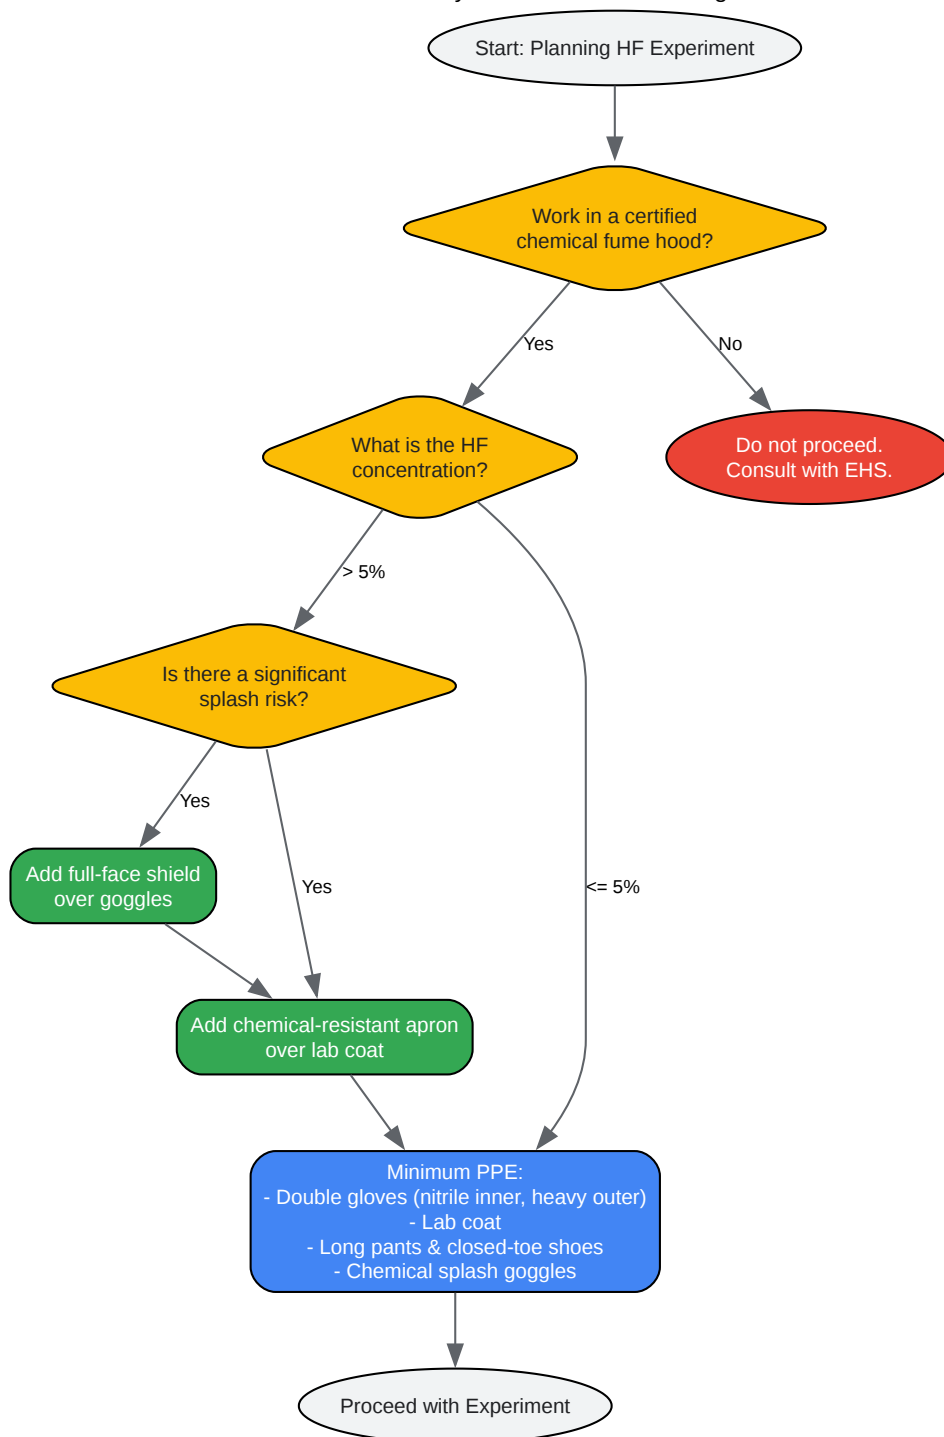 Start: Planning HF Experiment
Work in a certified
chemical fume hood?
Yes
No
What is the HF
concentration?
Do not proceed.
Consult with EHS.
> 5%
Is there a significant
splash risk?
Yes
Add full-face shield
over goggles
Yes
<= 5%
Add chemical-resistant apron
over lab coat
Minimum PPE:
- Double gloves (nitrile inner, heavy outer)
- Lab coat
- Long pants & closed-toe shoes
- Chemical splash goggles
Proceed with Experiment